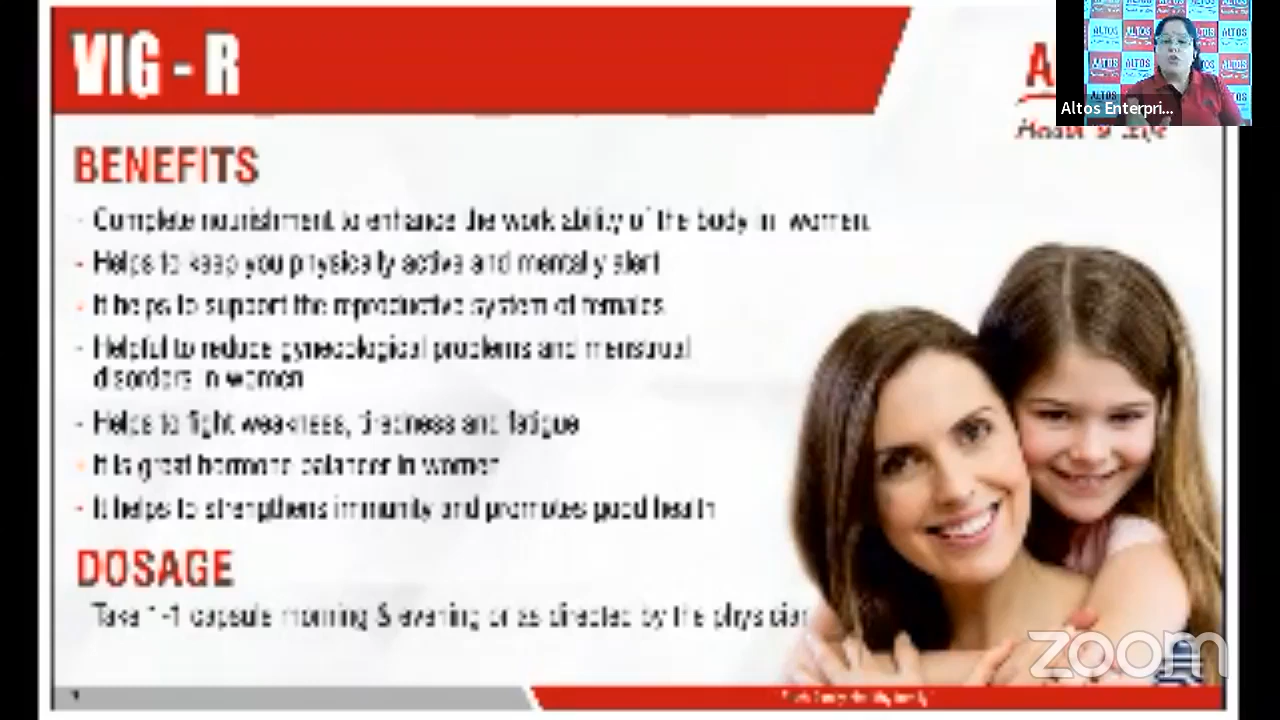 VIG - R
BENEFITS
- Complete nourishment to enhance the work ability of the body in women.
- Helps to keep you physically active and mentally alert
- It helps to support the reproductive system of females.
- Helpful to reduce gynecological problems and menstrual
disorders in women
- Helps to fight weakness, tiredness and fatigue
- It is great hormone balancer in women
- It helps to strengthens immunity and promotes good health
DOSAGE
Take 1-1 capsule morning & evening or as directed by the physician
Altos Enterpri...
ALTOS
zoom